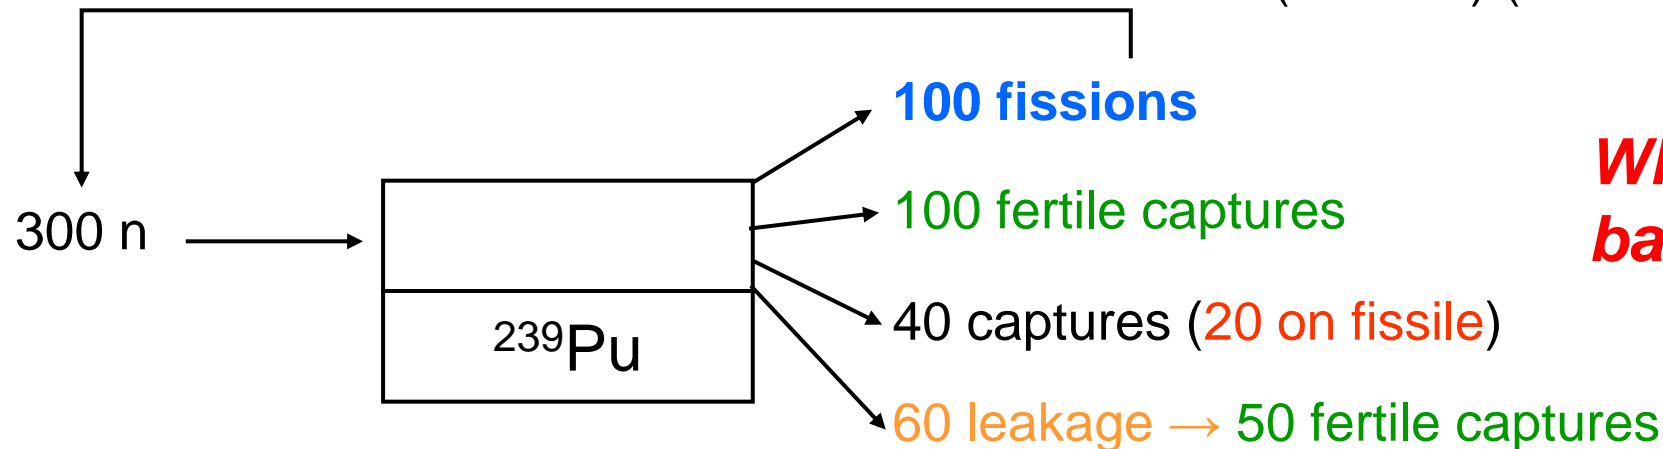 100 fissions
300 n
100 fertile captures
40 captures (20 on fissile)
²³⁹Pu
60 leakage → 50 fertile captures